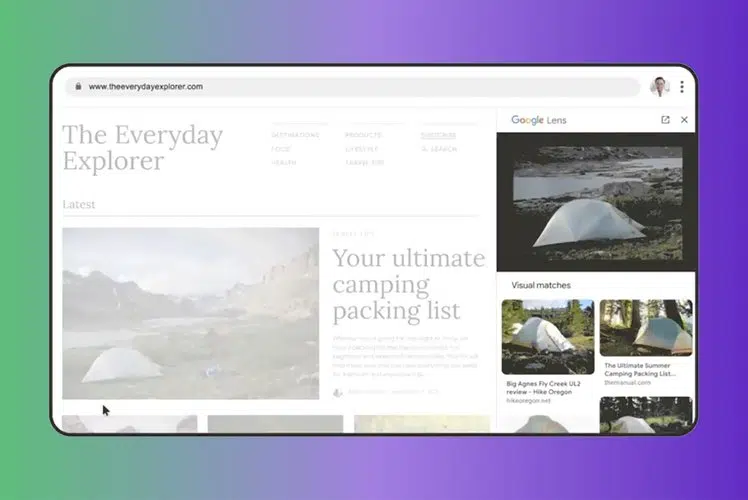 www.theeverydayexplorer.com
The Everyday
Explorer
DESTINATIONS PRODUCTS SUBSCRIBE
FOOD LIFESTYLE SEARCH
HEALTH TRAVEL TIPS
Latest
TRAVEL TIPS
Your ultimate
camping
packing list
Google Lens
Visual matches
Big Agnes Fly Creek UL2
review - Hike Oregon
hikeoregon.net
The Ultimate Summer
Camping Packing List...
themanual.com